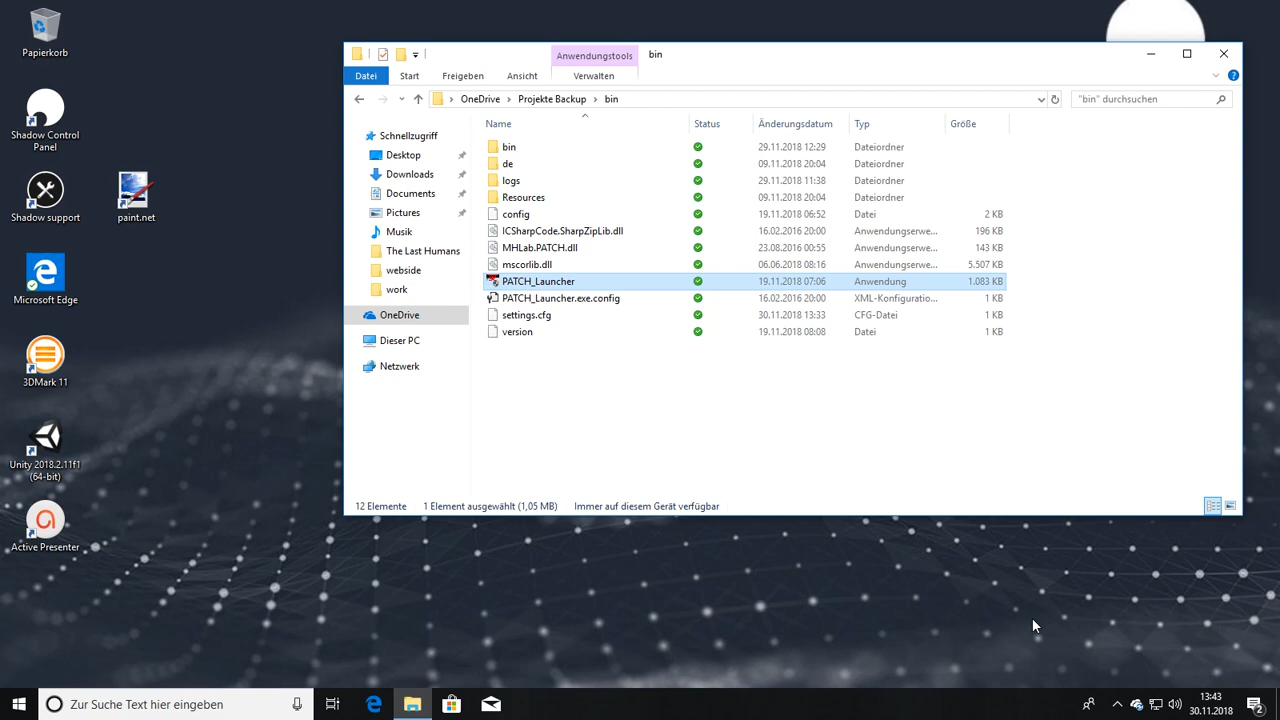 Papierkorb
Shadow Control
Panel
Shadow support
paint.net
Microsoft Edge
3DMark 11
Unity 2018.2.11f1
(64-bit)
Active Presenter
Anwendungstools
bin
Datei
Start
Freigeben
Ansicht
Verwalten
OneDrive
Projekte Backup
bin
"bin" durchsuchen
Schnellzugriff
Desktop
Downloads
Documents
Pictures
Musik
The Last Humans
webside
work
OneDrive
Dieser PC
Netzwerk
Name Status Änderungsdatum Typ Größe
bin 29.11.2018 12:29 Dateiordner
de 09.11.2018 20:04 Dateiordner
logs 29.11.2018 11:38 Dateiordner
Resources 09.11.2018 20:04 Dateiordner
config 19.11.2018 06:52 Datei 2 KB
ICSharpCode.SharpZipLib.dll 16.02.2016 20:00 Anwendungserwe... 196 KB
MHLab.PATCH.dll 23.08.2016 00:55 Anwendungserwe... 143 KB
mscorlib.dll 06.06.2018 08:16 Anwendungserwe... 5.507 KB
PATCH_Launcher 19.11.2018 07:06 Anwendung 1.083 KB
PATCH_Launcher.exe.config 16.02.2016 20:00 XML-Konfiguratio... 1 KB
settings.cfg 30.11.2018 13:33 CFG-Datei 1 KB
version 19.11.2018 08:08 Datei 1 KB
12 Elemente 1 Element ausgewählt (1,05 MB) Immer auf diesem Gerät verfügbar
Zur Suche Text hier eingeben
13:43
30.11.2018
2